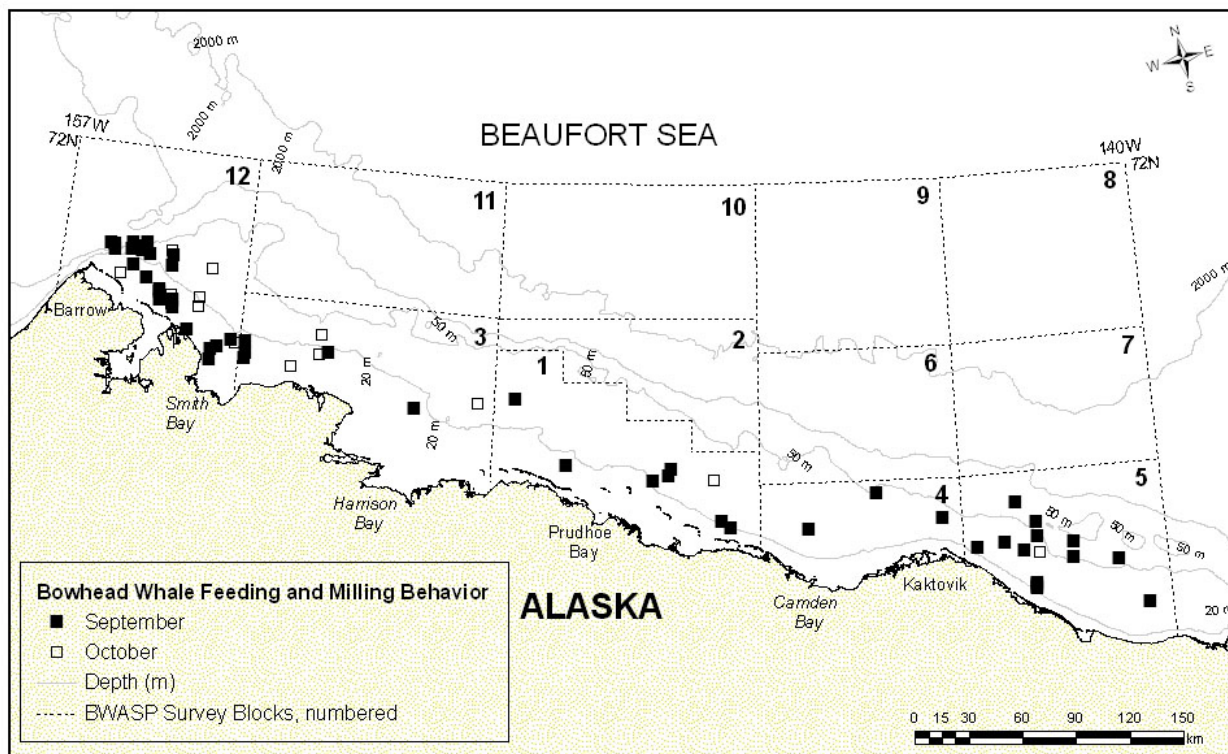 2000 m
N
W E
S
157W
72N
2000 m
2000 m
BEAUFORT SEA
140W
72N
12
11
10
9
8
Barrow
50 m
3
1
50 m
2
6
7
2000 m
20 m
Smith
Bay
20 m
50 m
50 m
4
5
50 m
50 m
50 m
Harrison
Bay
Prudhoe
Bay
Camden
Bay
Kaktovik
20 m
ALASKA
Bowhead Whale Feeding and Milling Behavior
September
October
Depth (m)
BWASP Survey Blocks, numbered
0 15 30 60 90 120 150
km